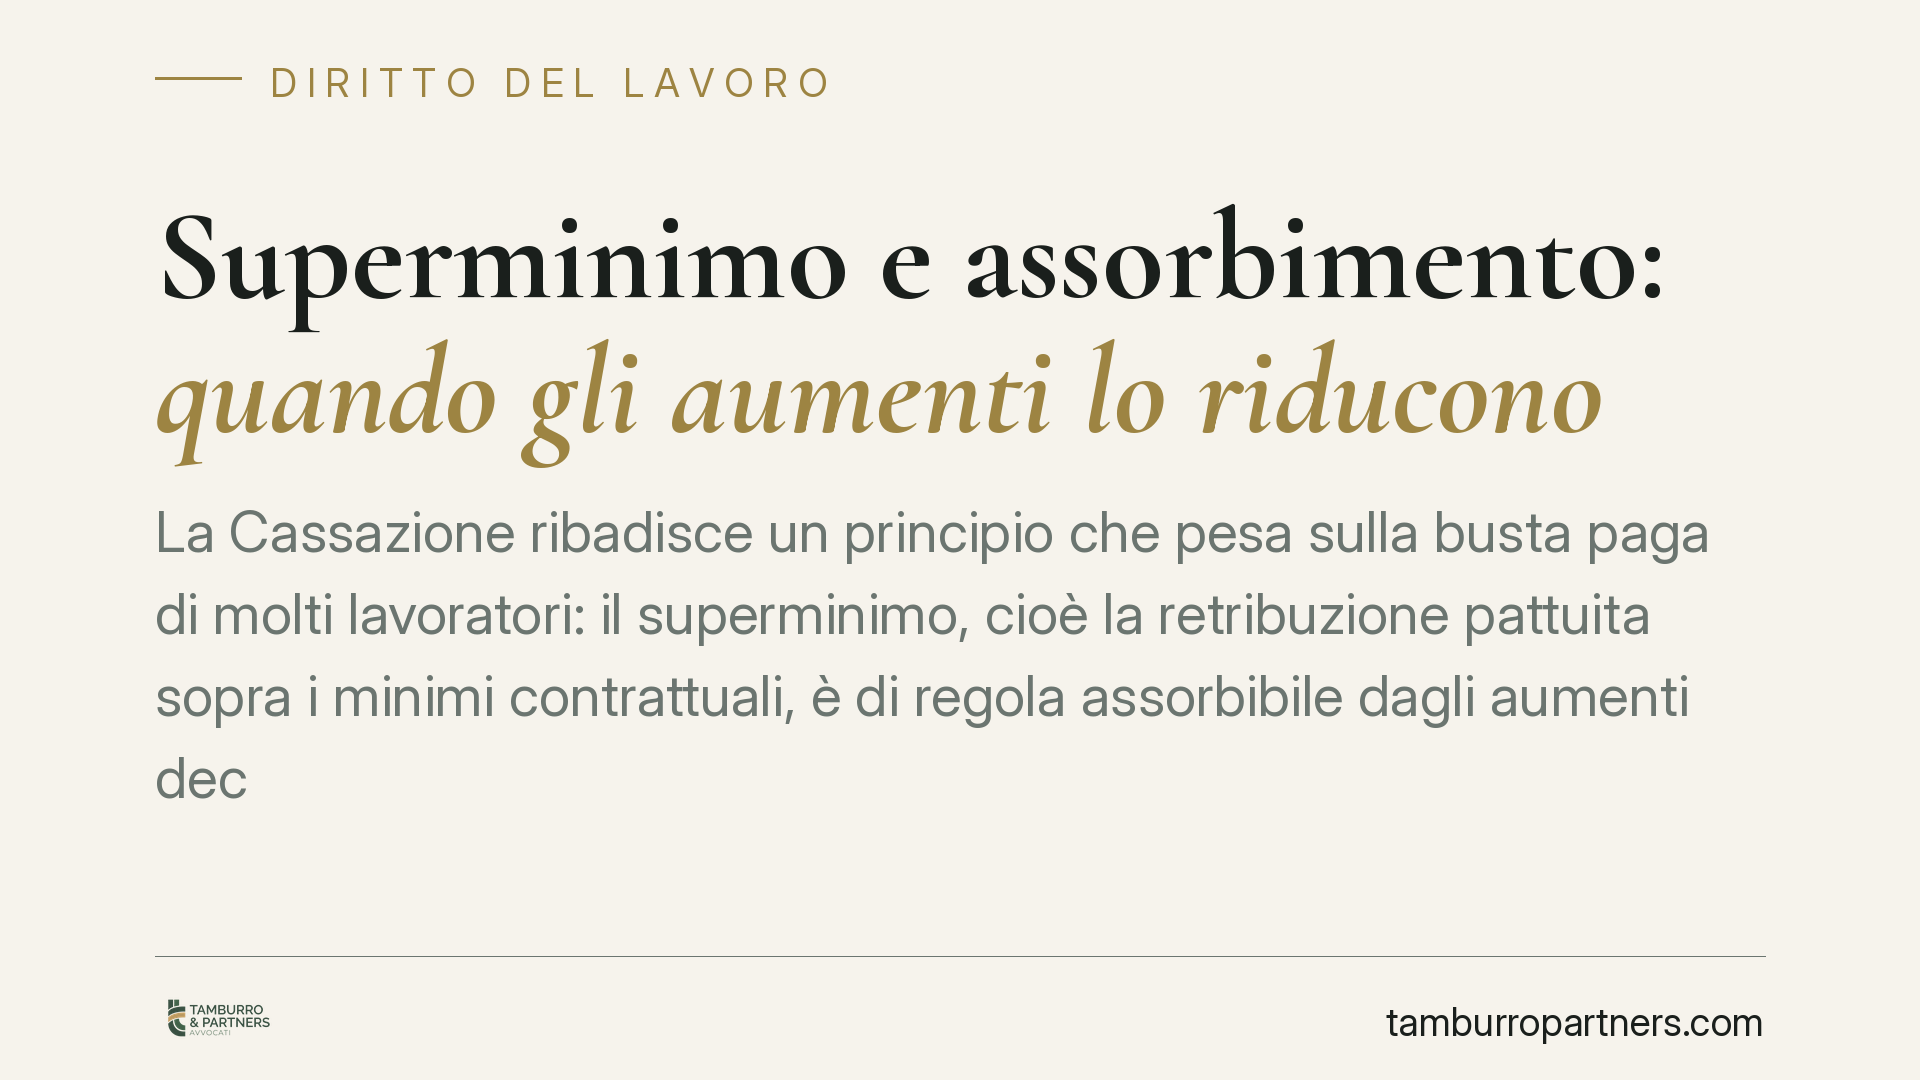 DIRITTO DEL LAVORO
Superminimo e assorbimento:
quando gli aumenti lo riducono
La Cassazione ribadisce un principio che pesa sulla busta paga
di molti lavoratori: il superminimo, cioè la retribuzione pattuita
sopra i minimi contrattuali, è di regola assorbibile dagli aumenti
dec
TAMBURRO
& PARTNERS
AVVOCATI
tamburropartners.com